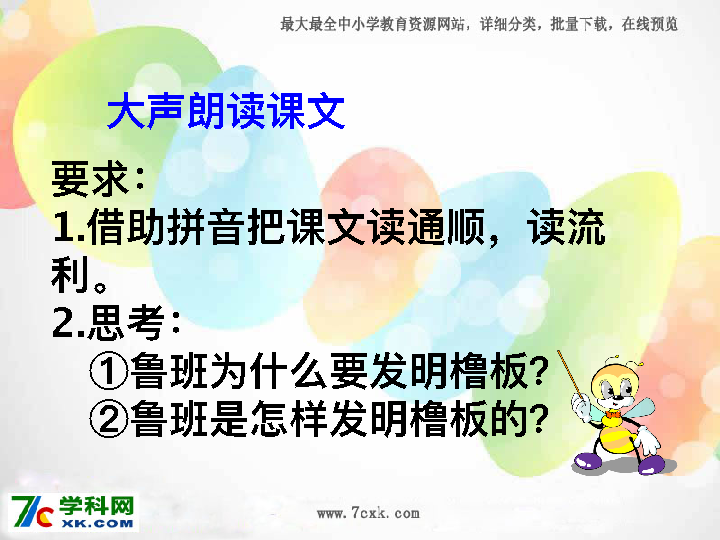 最大最全中小学教育资源网站，详细分类，批量下载，在线预览
大声朗读课文
要求：
1.借助拼音把课文读通顺，读流
利。
2.思考：
①鲁班为什么要发明橹板？
②鲁班是怎样发明橹板的？
7C 学科网
XK.COM
www.7cxk.com